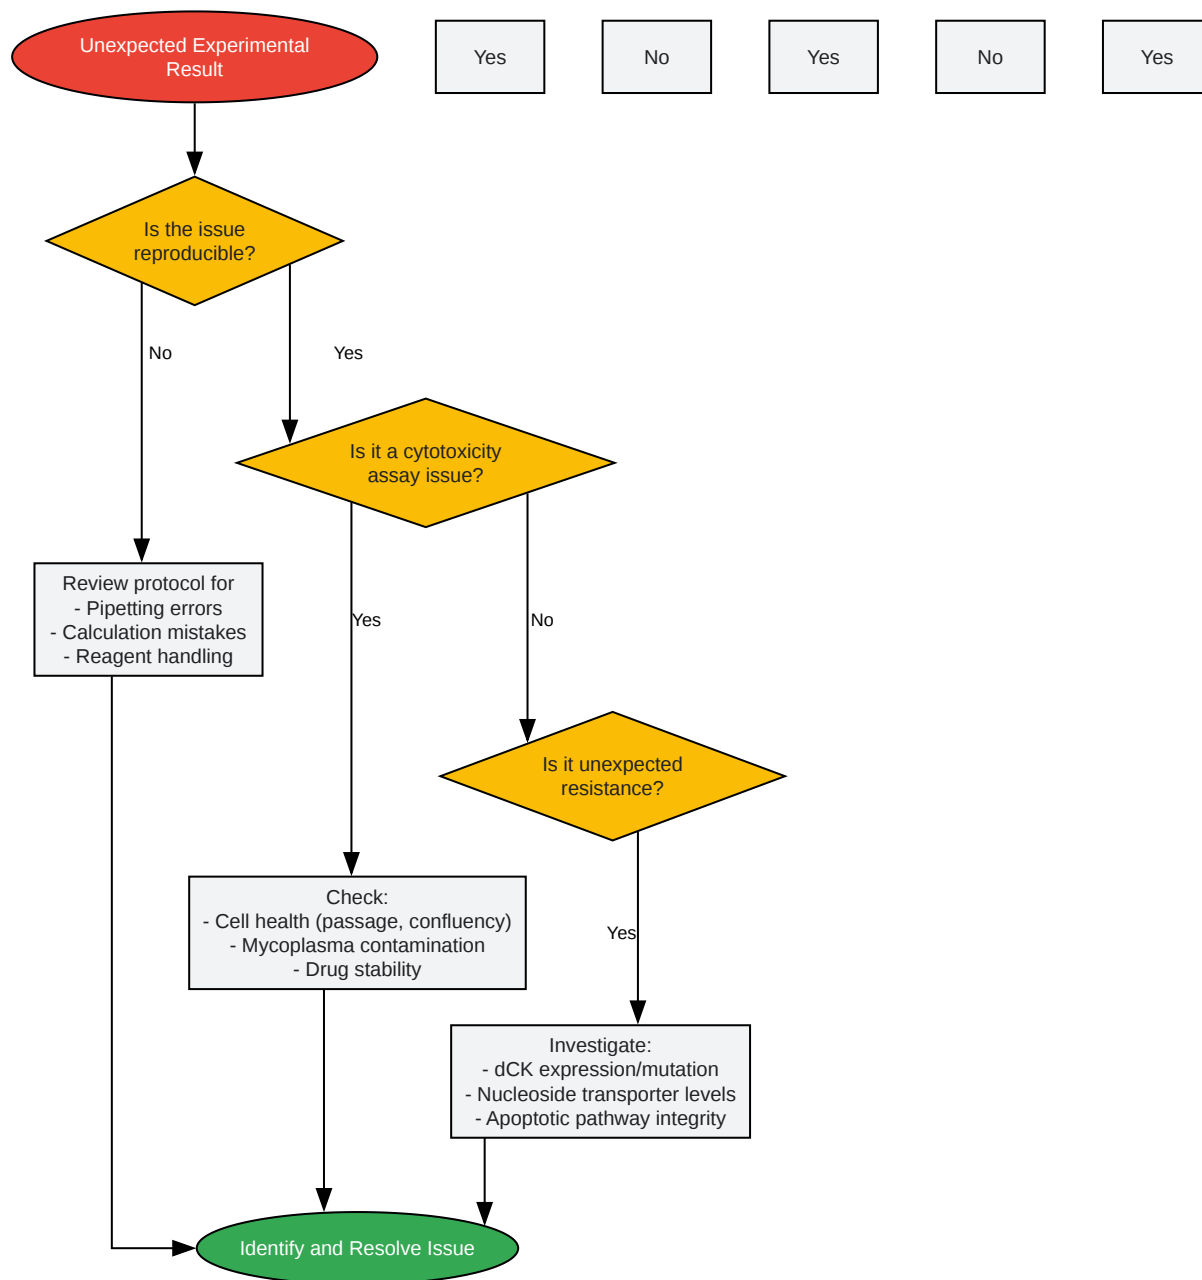 Unexpected Experimental
Result
Yes
No
Yes
No
Yes
Is the issue
reproducible?
No
Yes
Is it a cytotoxicity
assay issue?
Review protocol for
- Pipetting errors
- Calculation mistakes
- Reagent handling
Yes
No
Is it unexpected
resistance?
Check:
- Cell health (passage, confluency)
- Mycoplasma contamination
- Drug stability
Yes
Investigate:
- dCK expression/mutation
- Nucleoside transporter levels
- Apoptotic pathway integrity
Identify and Resolve Issue